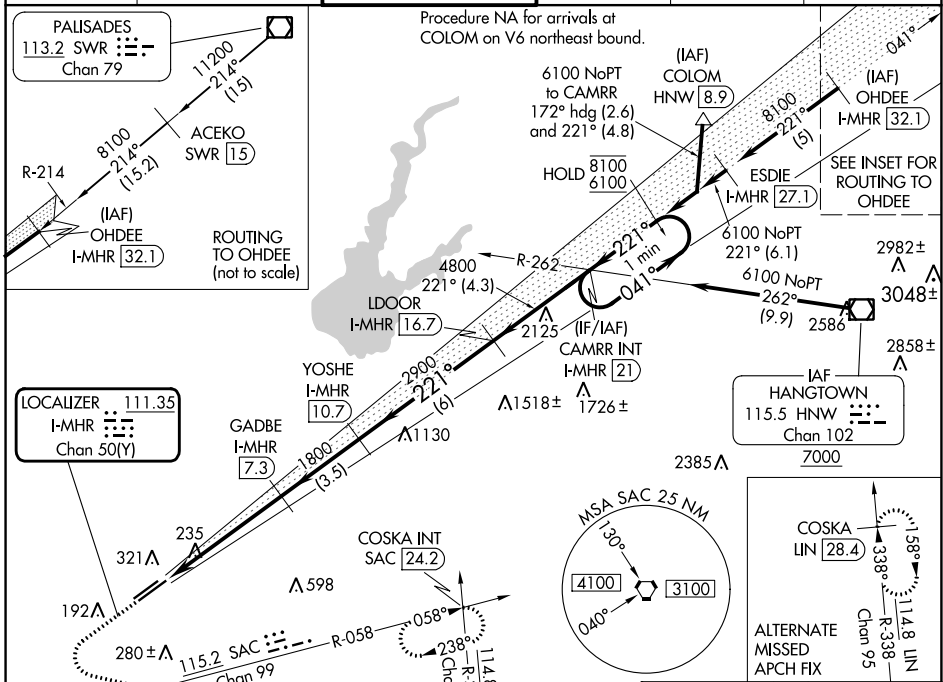 Procedure NA for arrivals at
COLOM on V6 northeast bound.
PALISADES
113.2 SWR
Chan 79
11200
214°
(15)
ACEKO
SWR 15
8100
214°
(15.2)
R-214
(IAF)
OHDEE
I-MHR 32.1
ROUTING
TO OHDEE
(not to scale)
6100 NoPT
to CAMRR
172° hdg (2.6)
and 221° (4.8)
(IAF)
COLOM
HNW 8.9
041°
(IAF)
OHDEE
I-MHR 32.1
8100
221°
(5)
SEE INSET FOR
ROUTING TO
OHDEE
HOLD 8100
6100
ESDIE
I-MHR 27.1
6100 NoPT
221° (6.1)
221°
1 min
041°
R-262
6100 NoPT
262°
(9.9)
2982±
3048±
2586
2858±
4800
221° (4.3)
LDOOR
I-MHR 16.7
2125
(IF/IAF)
CAMRR INT
I-MHR 21
IAF
HANGTOWN
115.5 HNW
Chan 102
7000
YOSHE
I-MHR
10.7
2900
221°
(6)
1518±
1726±
1130
2385
LOCALIZER 111.35
I-MHR
Chan 50(Y)
GADBE
I-MHR
7.3
1800
(3.5)
235
321
192
280±
598
COSKA INT
SAC 24.2
115.2 SAC
Chan 99
R-058
058°
238°
114.8
MSA SAC 25 NM
130°
4100
3100
040°
COSKA
LIN 28.4
338°
158°
R-338
114.8 LIN
Chan 95
ALTERNATE
MISSED
APCH FIX